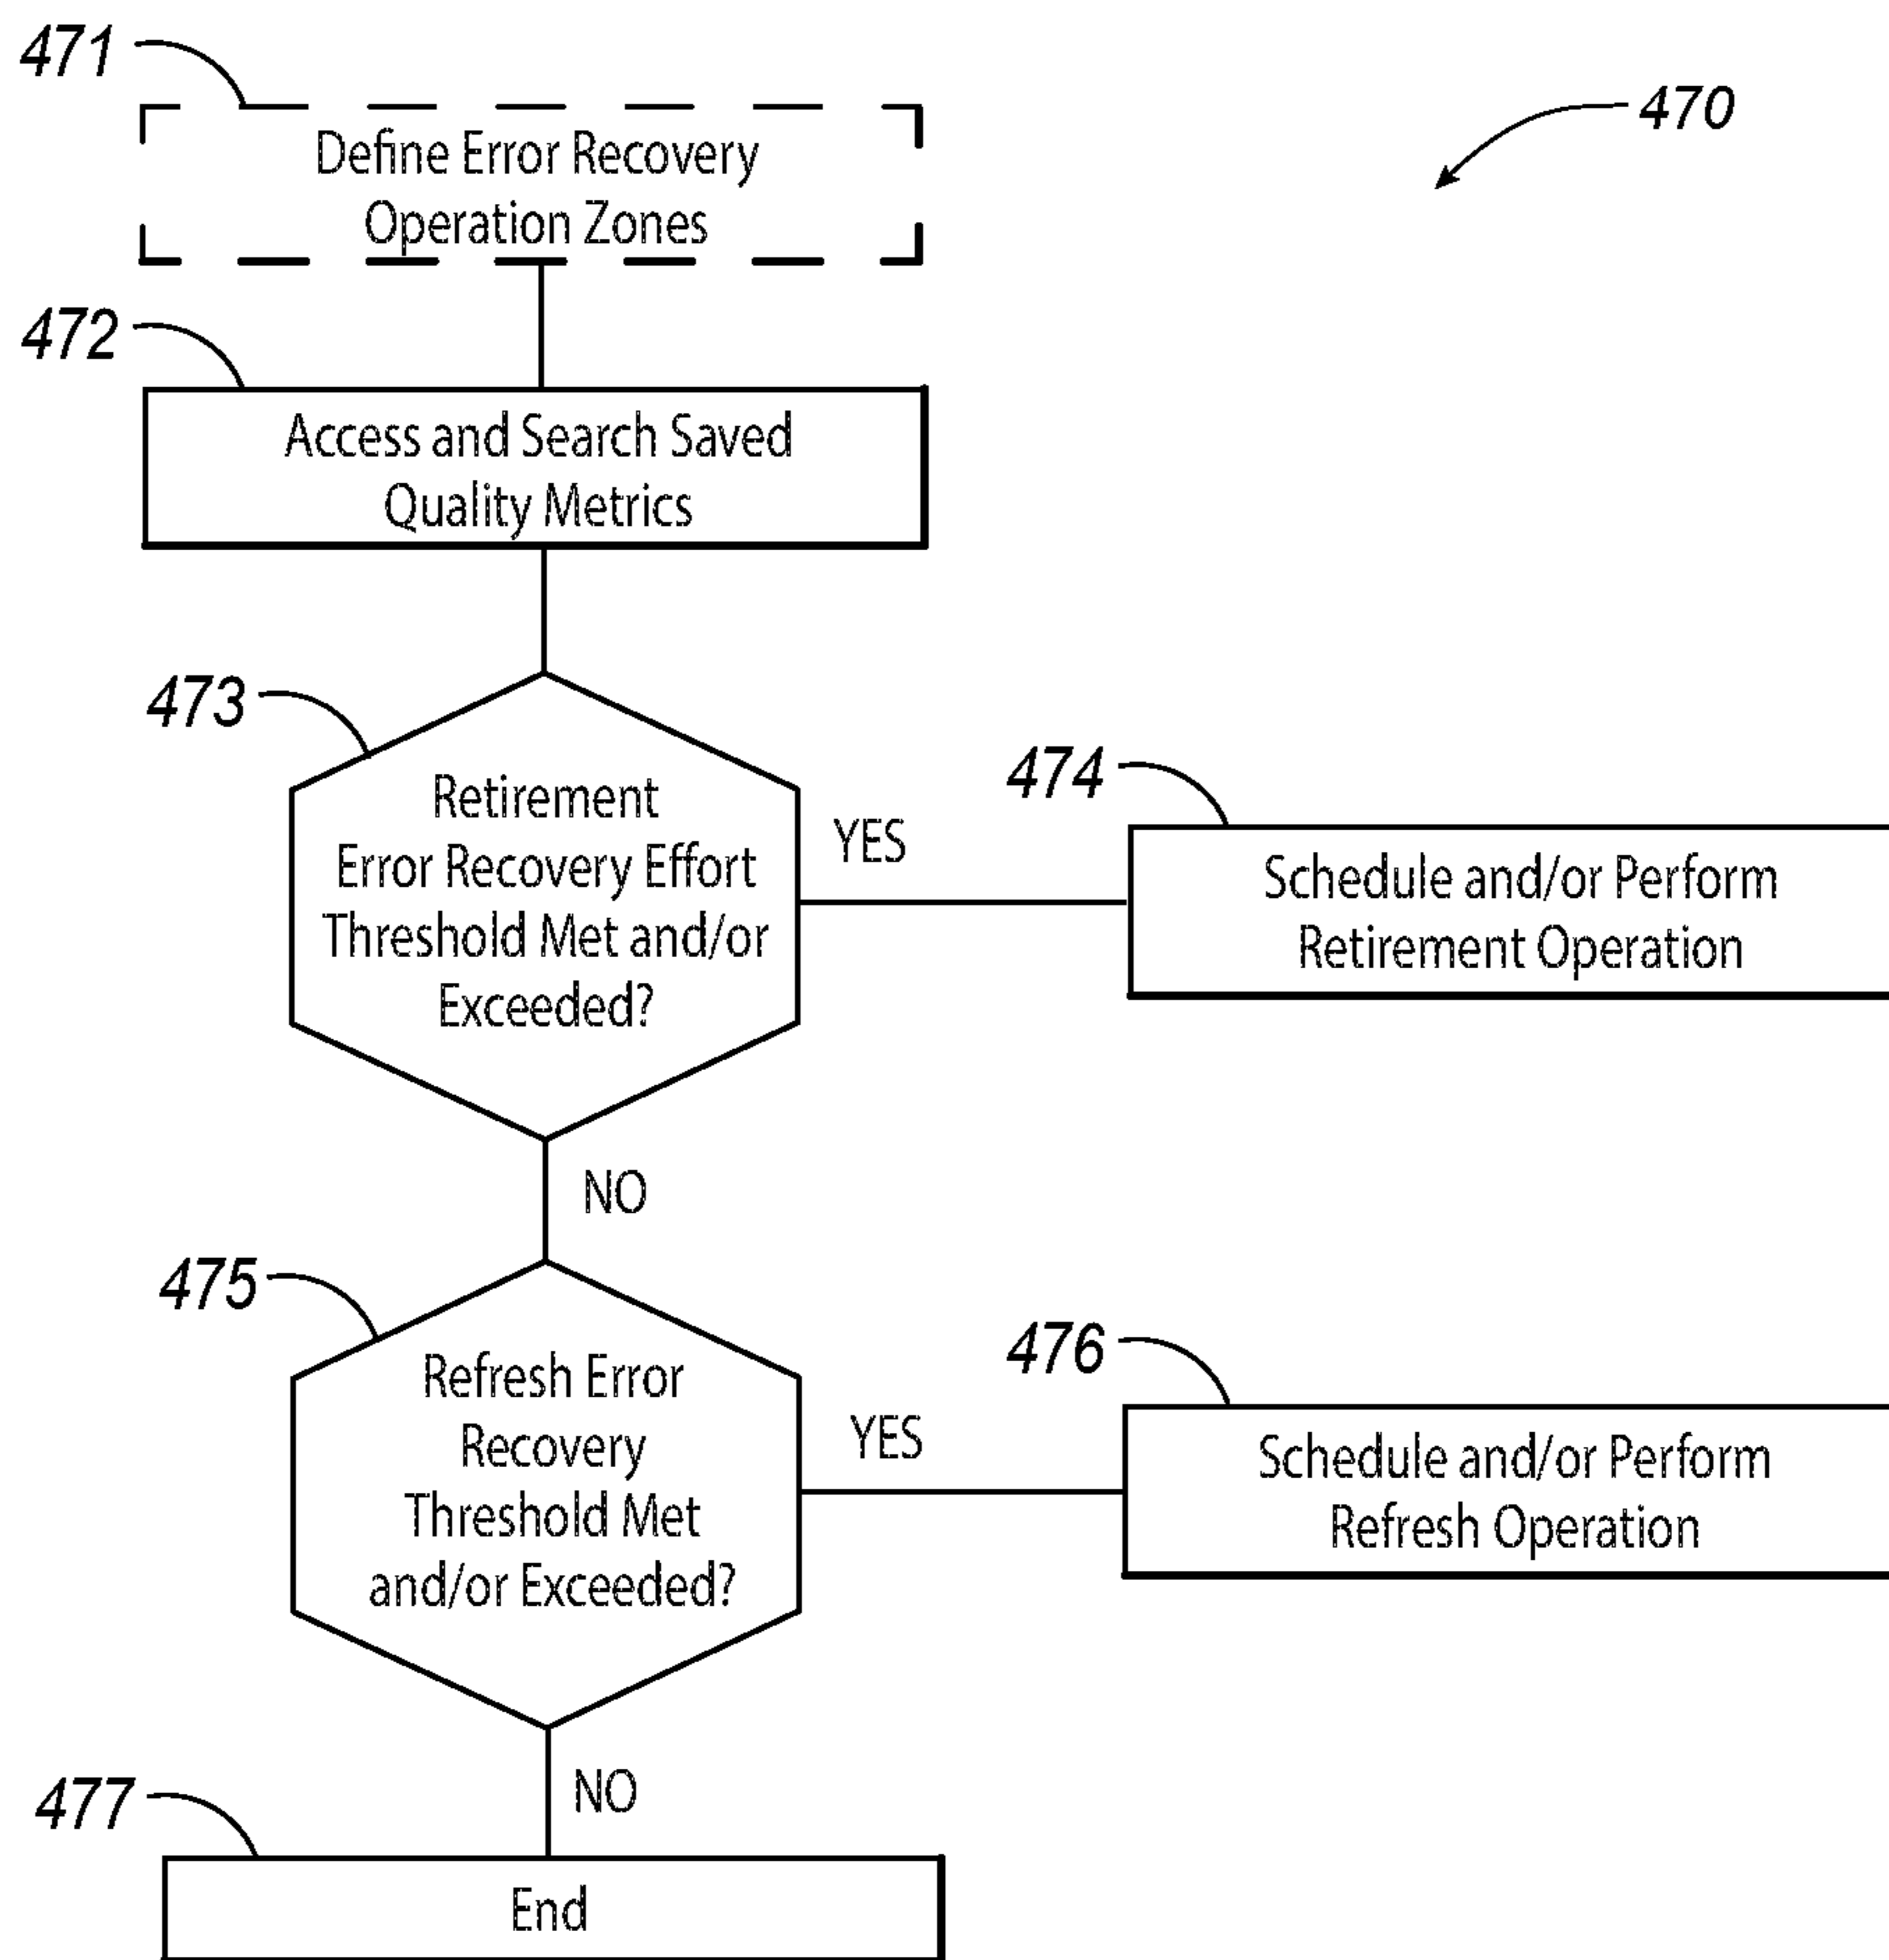 471
470
Define Error Recovery
Operation Zones
472
Access and Search Saved
Quality Metrics
473
Retirement
Error Recovery Effort
Threshold Met and/or
Exceeded?
YES
474
Schedule and/or Perform
Retirement Operation
NO
475
Refresh Error
Recovery
Threshold Met
and/or Exceeded?
YES
476
Schedule and/or Perform
Refresh Operation
NO
477
End